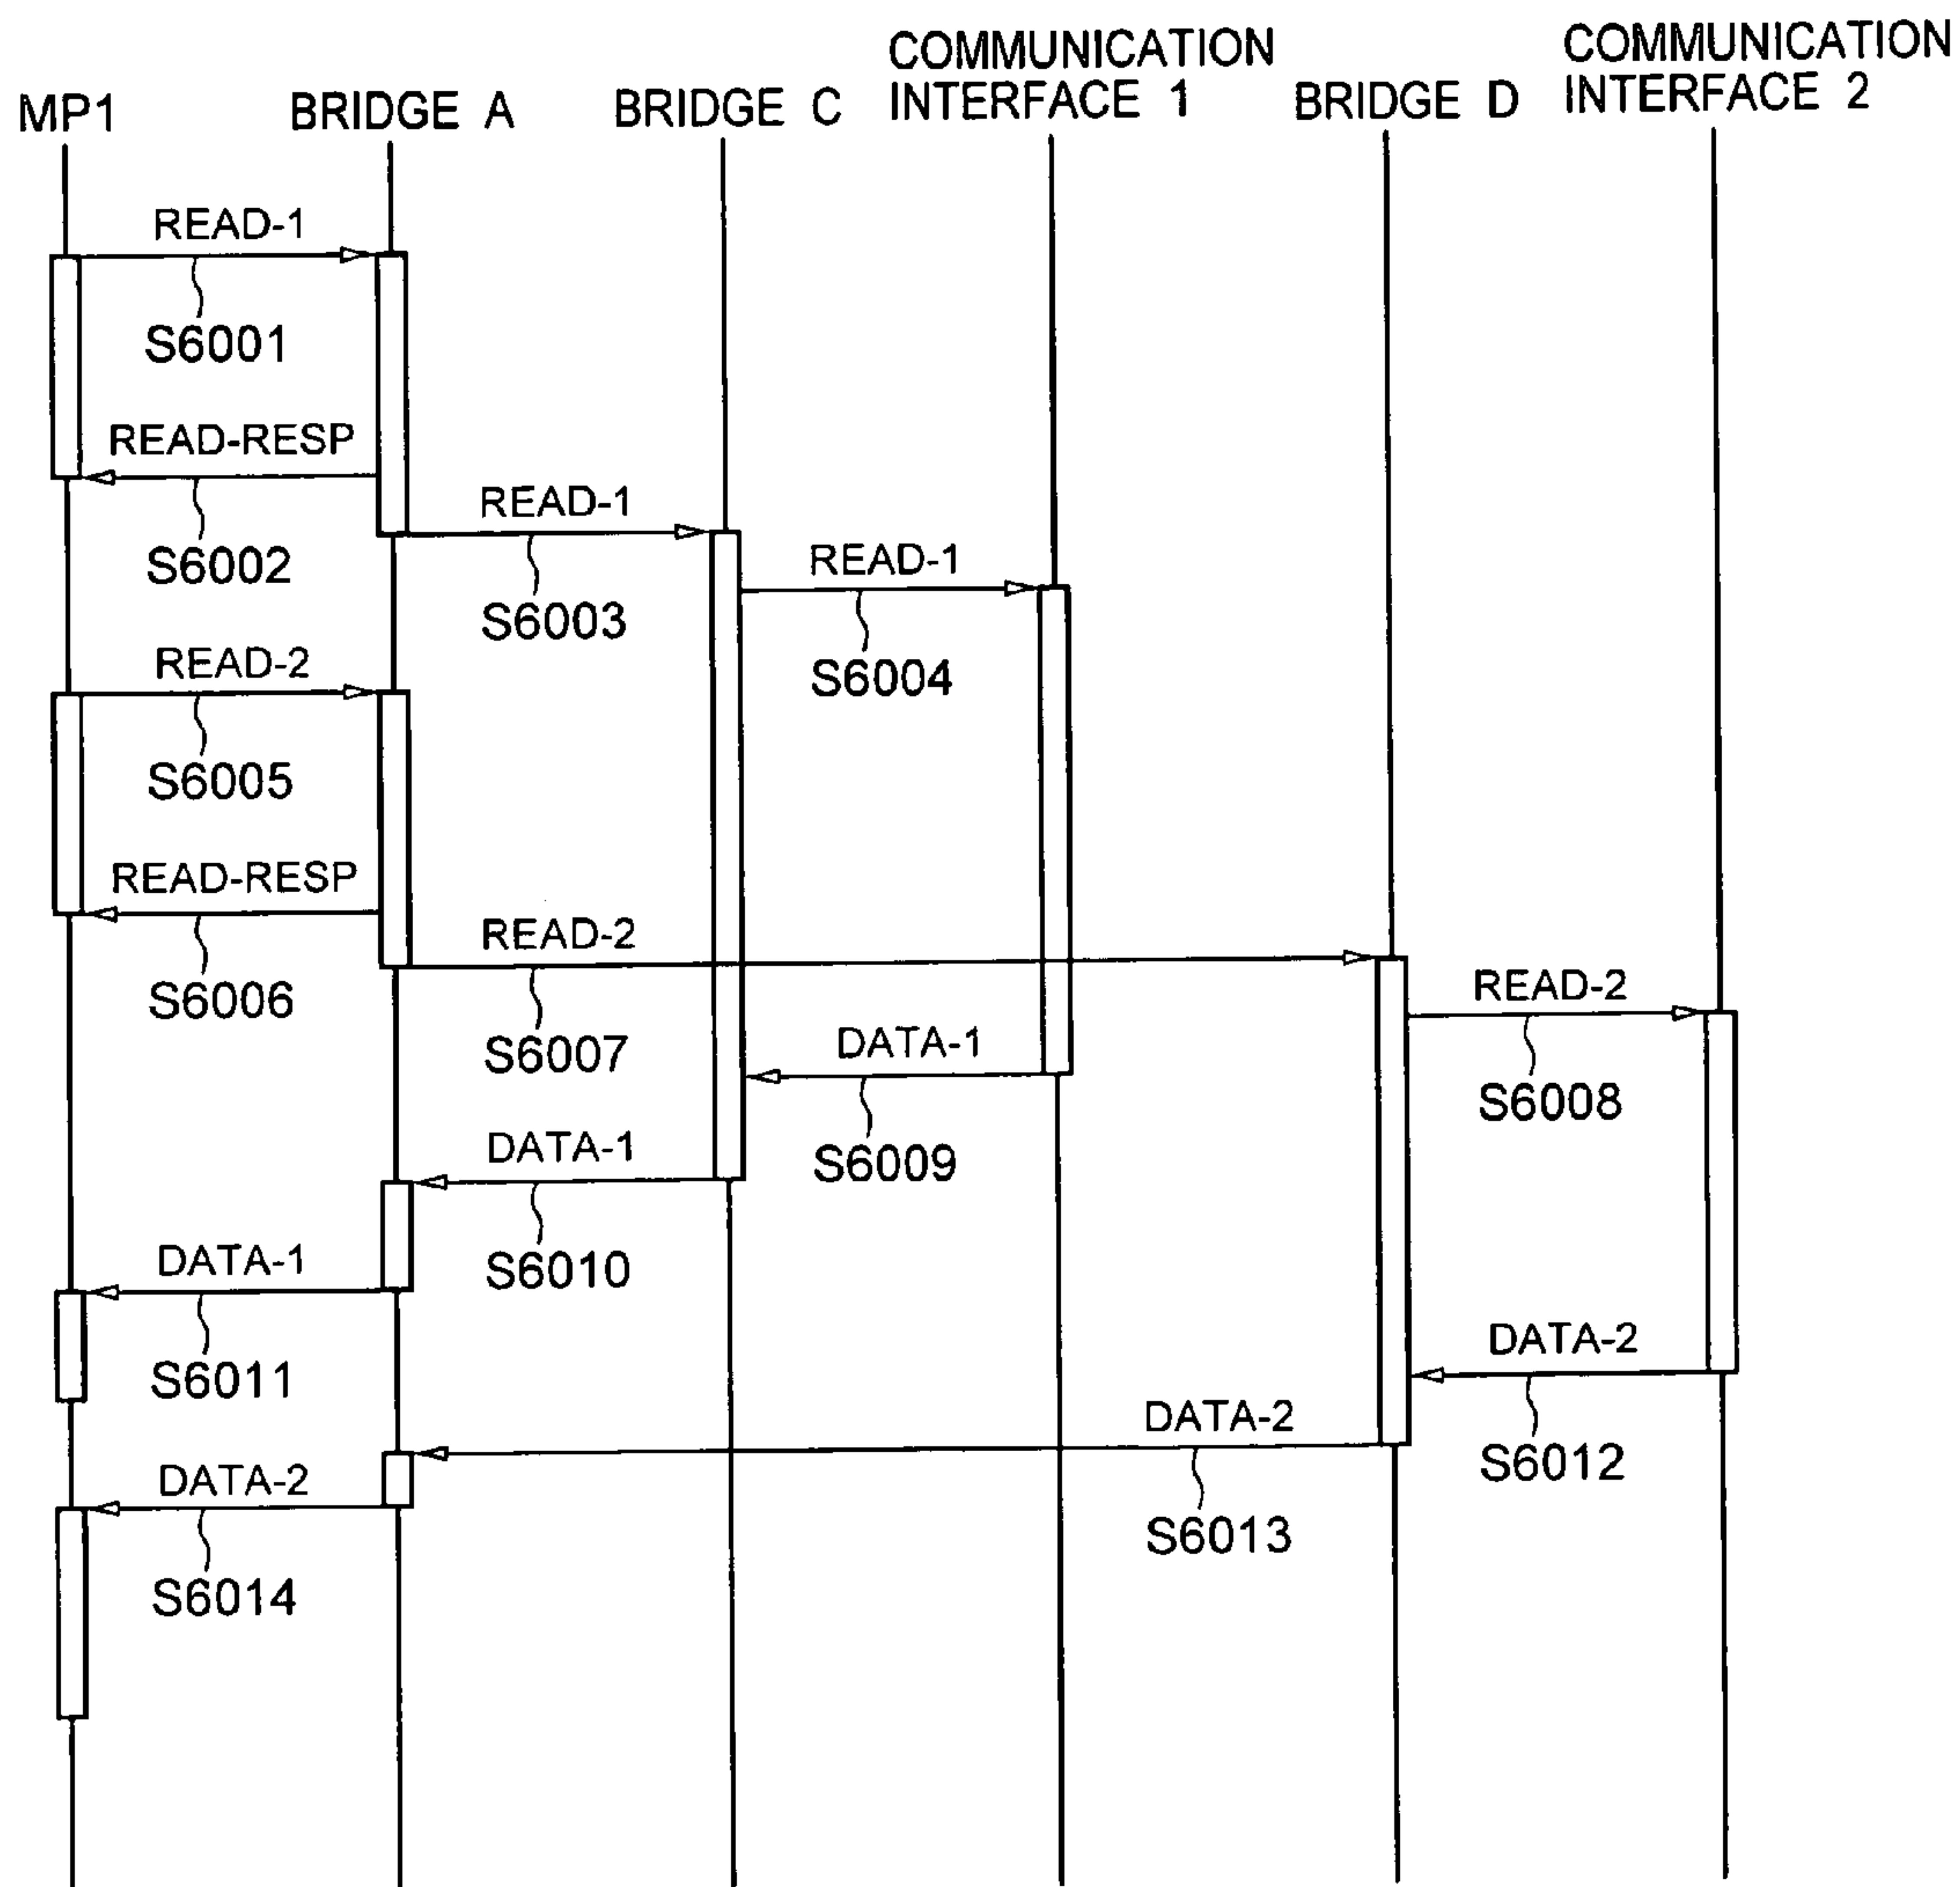 COMMUNICATION
INTERFACE 1
COMMUNICATION
INTERFACE 2
MP1
BRIDGE A
BRIDGE C
BRIDGE D
READ-1
S6001
READ-RESP
S6002
READ-1
S6003
READ-1
S6004
READ-2
S6005
READ-RESP
S6006
READ-2
S6007
READ-2
S6008
DATA-1
S6009
DATA-1
S6010
DATA-1
S6011
DATA-2
S6012
DATA-2
S6013
DATA-2
S6014